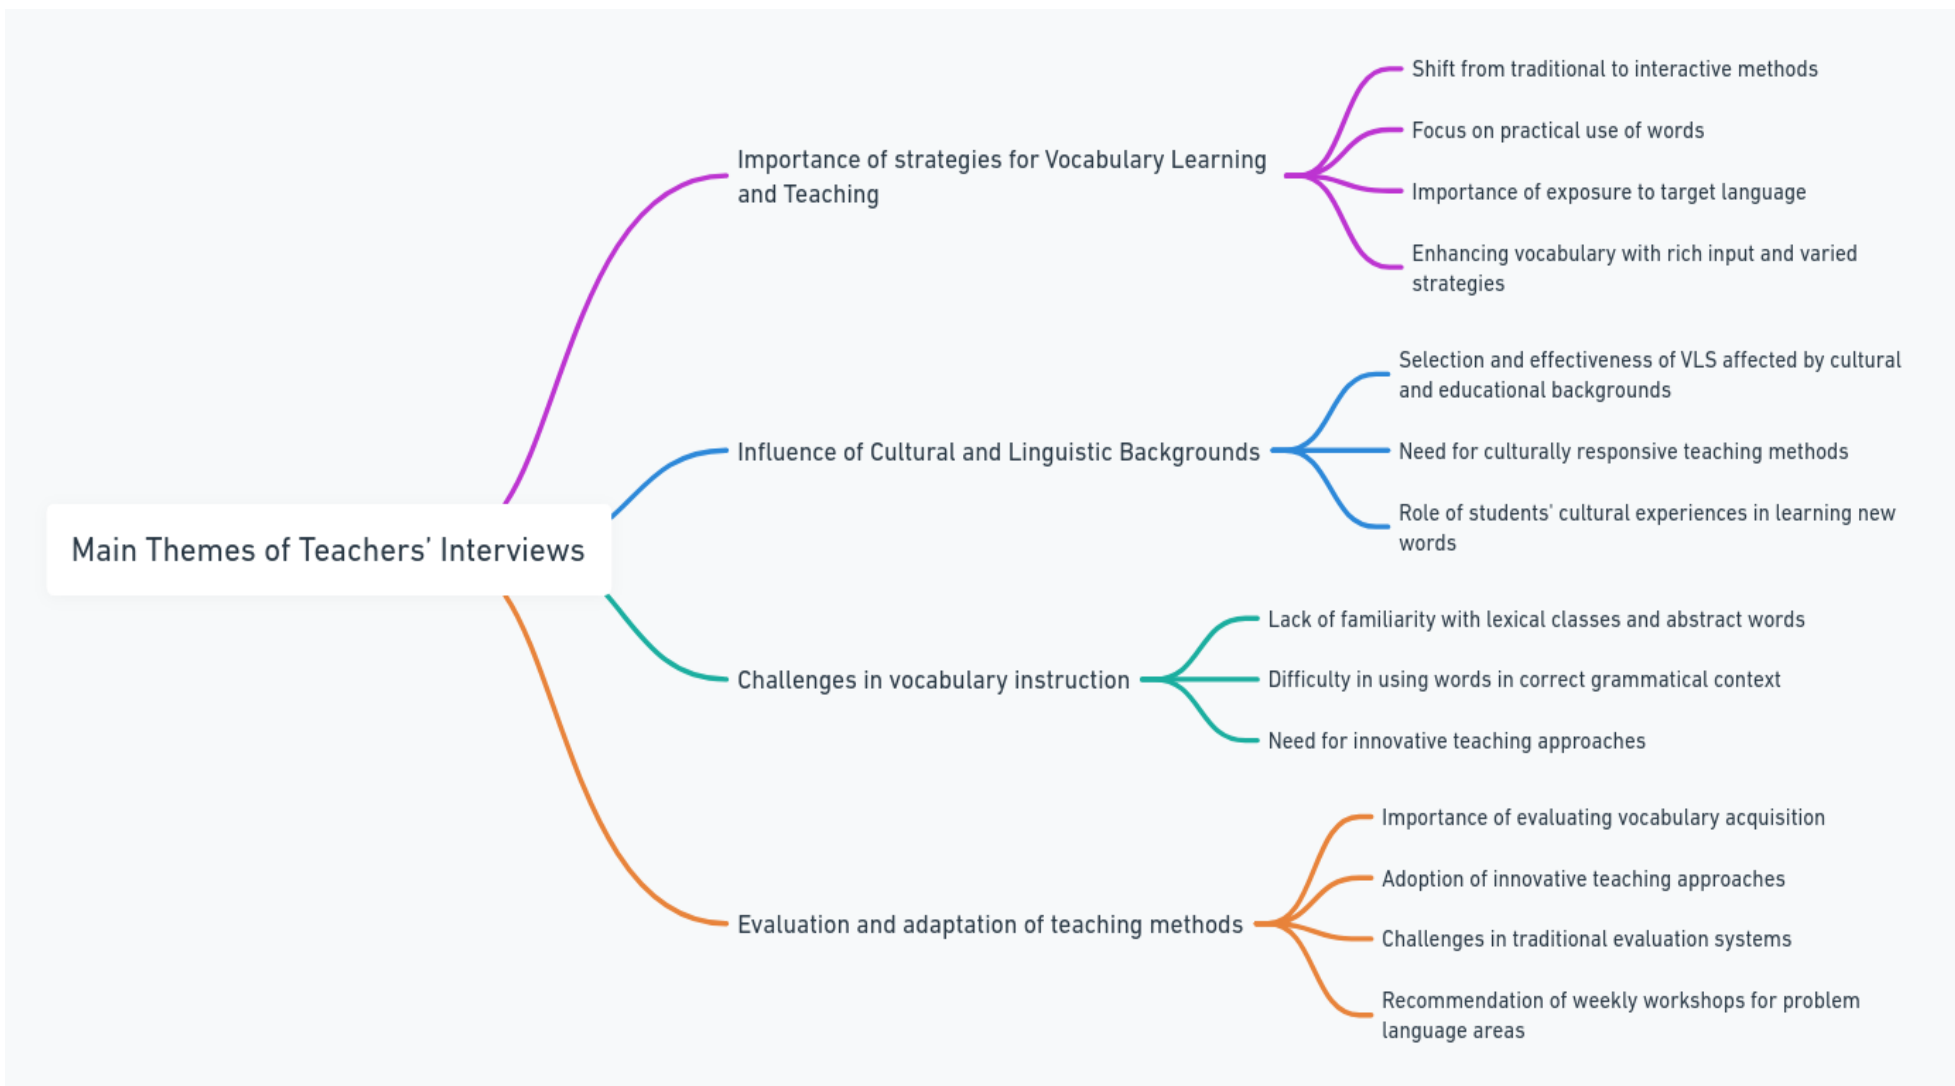 Main Themes of Teachers’ Interviews
Importance of strategies for Vocabulary Learning
and Teaching
Shift from traditional to interactive methods
Focus on practical use of words
Importance of exposure to target language
Enhancing vocabulary with rich input and varied
strategies
Influence of Cultural and Linguistic Backgrounds
Selection and effectiveness of VLS affected by cultural
and educational backgrounds
Need for culturally responsive teaching methods
Role of students' cultural experiences in learning new
words
Challenges in vocabulary instruction
Lack of familiarity with lexical classes and abstract words
Difficulty in using words in correct grammatical context
Need for innovative teaching approaches
Evaluation and adaptation of teaching methods
Importance of evaluating vocabulary acquisition
Adoption of innovative teaching approaches
Challenges in traditional evaluation systems
Recommendation of weekly workshops for problem
language areas